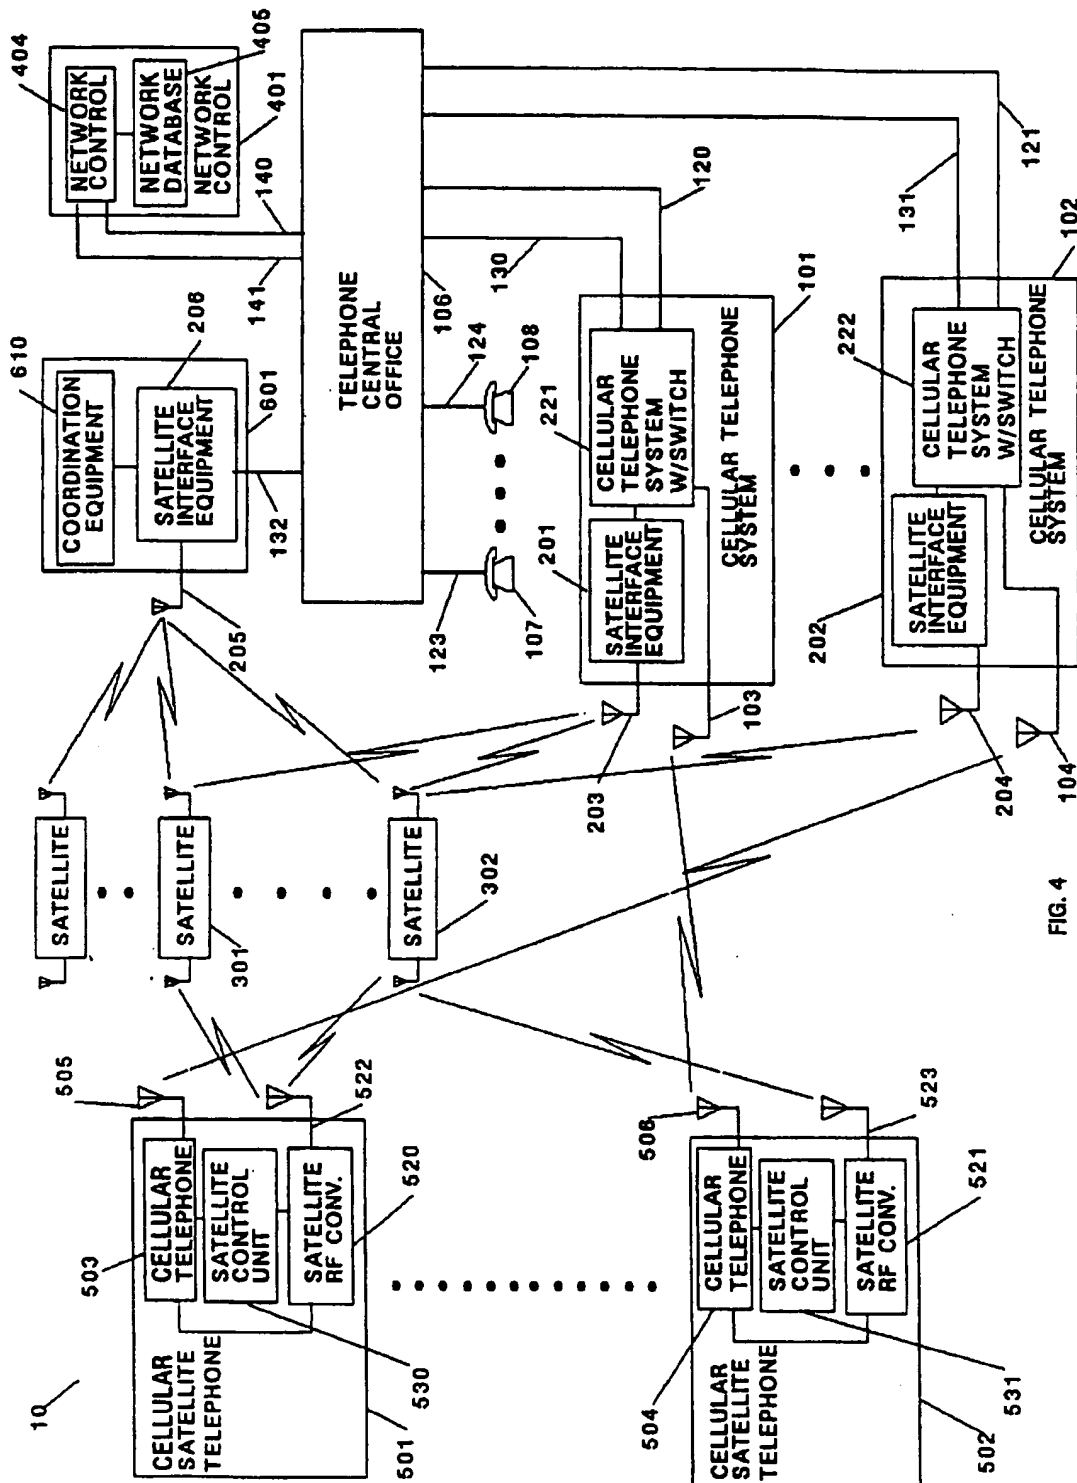 10
CELLULAR
SATELLITE
TELEPHONE
501
503
CELLULAR
TELEPHONE
SATELLITE
CONTROL
UNIT
SATELLITE
RF CONV.
530
520
505
522
CELLULAR
SATELLITE
TELEPHONE
502
504
CELLULAR
TELEPHONE
SATELLITE
CONTROL
UNIT
SATELLITE
RF CONV.
531
521
506
523
SATELLITE
SATELLITE
301
SATELLITE
302
610
COORDINATION
EQUIPMENT
206
SATELLITE
INTERFACE
EQUIPMENT
601
205
132
404
NETWORK
CONTROL
405
NETWORK
DATABASE
NETWORK
CONTROL
401
140
141
TELEPHONE
CENTRAL
OFFICE
106
123
107
124
108
130
120
131
121
101
221
CELLULAR
TELEPHONE
SYSTEM
W/SWITCH
201
SATELLITE
INTERFACE
EQUIPMENT
CELLULAR TELEPHONE
SYSTEM
203
103
102
222
CELLULAR
TELEPHONE
SYSTEM
W/SWITCH
202
SATELLITE
INTERFACE
EQUIPMENT
CELLULAR TELEPHONE
SYSTEM
204
104
FIG. 4